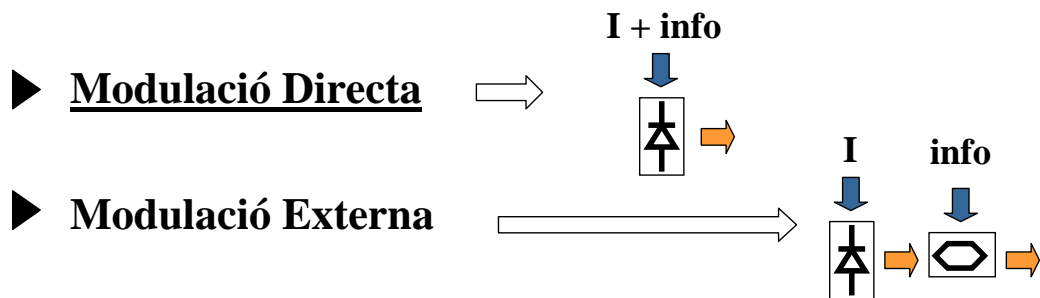 I + info
Modulació Directa
I info
Modulació Externa